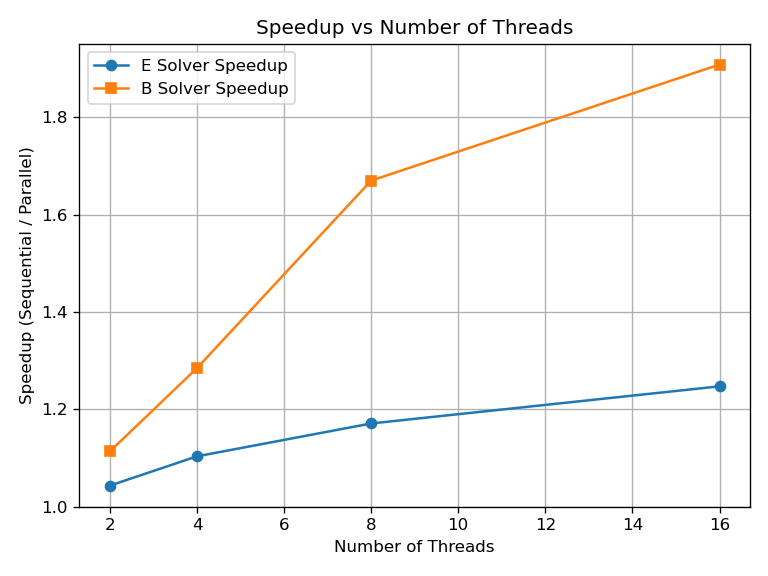 Speedup vs Number of Threads
E Solver Speedup
B Solver Speedup
Speedup (Sequential / Parallel)
1.8
1.6
1.4
1.2
1.0
2 4 6 8 10 12 14 16
Number of Threads